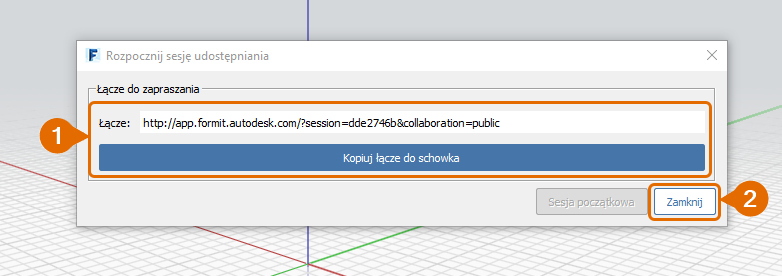 F Rozpocznij sesję udostępniania
Łącze do zapraszania
Łącze: http://app.formit.autodesk.com/?session=dde2746b&collaboration=public
1
Kopiuj łącze do schowka
Sesja początkowa Zamknij 2